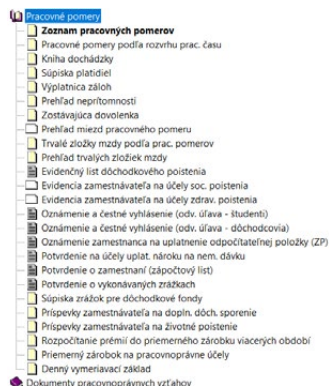 Pracovné pomery
Zoznam pracovných pomerov
Pracovné pomery podľa rozvrhu prac. času
Kniha dochádzky
Súpiska platidiel
Výplatnica záloh
Prehľad neprítomnosti
Zostávajúca dovolenka
Prehľad miezd pracovného pomeru
Trvalé zložky mzdy podľa prac. pomerov
Prehľad trvalých zložiek mzdy
Evidenčný list dôchodkového poistenia
Evidencia zamestnávateľa na účely soc. poistenia
Evidencia zamestnávateľa na účely zdrav. poistenia
Oznámenie a čestné vyhlásenie (odv. úľava - študenti)
Oznámenie a čestné vyhlásenie (odv. úľava - dôchodcovia)
Oznámenie zamestnanca na uplatnenie odpočítateľnej položky (ZP)
Potvrdenie na účely uplat. nároku na nem. dávku
Potvrdenie o zamestnaní (zápočtový list)
Potvrdenie o vykonávaných zrážkach
Súpiska zrážok pre dôchodkové fondy
Príspevky zamestnávateľa na dopln. dôch. sporenie
Príspevky zamestnávateľa na životné poistenie
Rozpočítanie prémií do priemerného zárobku viacerých období
Priemerný zárobok na pracovnoprávne účely
Denný vymeriavací základ
Dokumenty pracovnoprávnych vzťahov